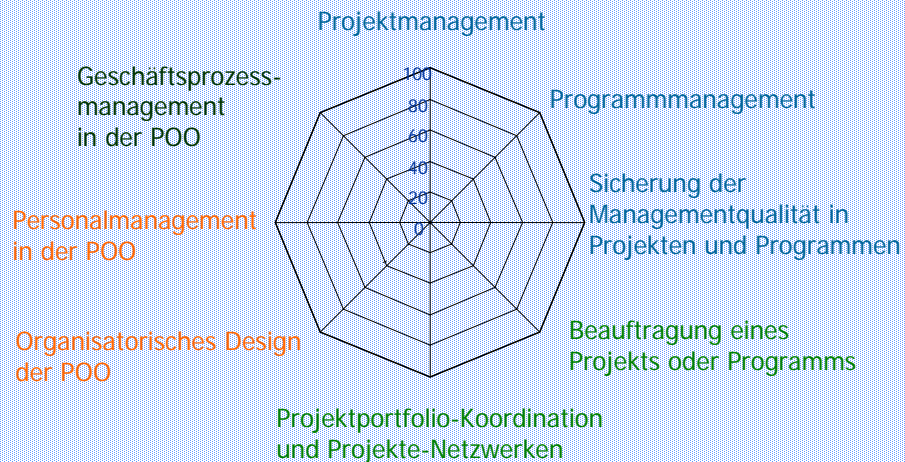 Projektmanagement
Geschäftsprozess-
management
in der POO
Programmmanagement
100
80
60
40
20
0
Sicherung der
Managementqualität in
Projekten und Programmen
Personalmanagement
in der POO
Beauftragung eines
Projekts oder Programms
Organisatorisches Design
der POO
Projektportfolio-Koordination
und Projekte-Netzwerken